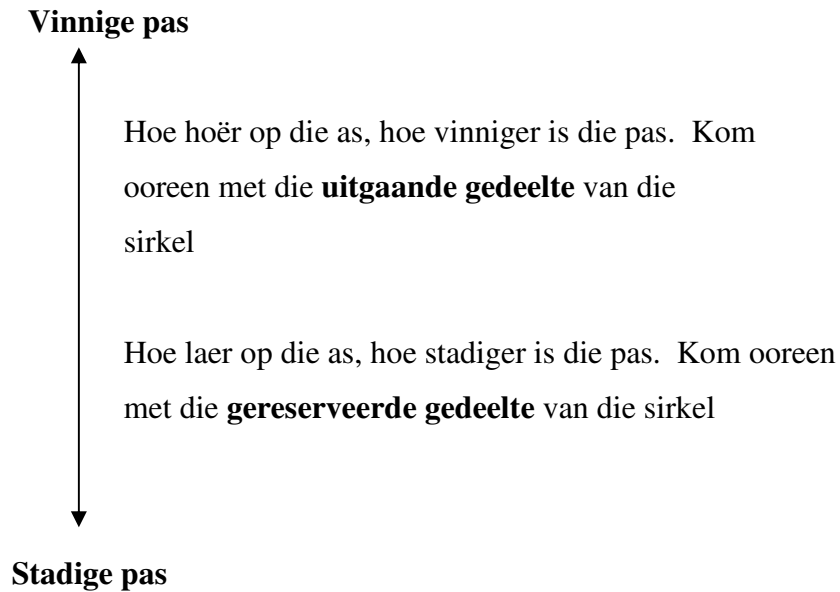 Vinnige pas
Hoe hoër op die as, hoe vinniger is die pas. Kom
ooreen met die uitgaande gedeelte van die
sirkel
Hoe laer op die as, hoe stadiger is die pas. Kom ooreen
met die gereserveerde gedeelte van die sirkel
Stadige pas